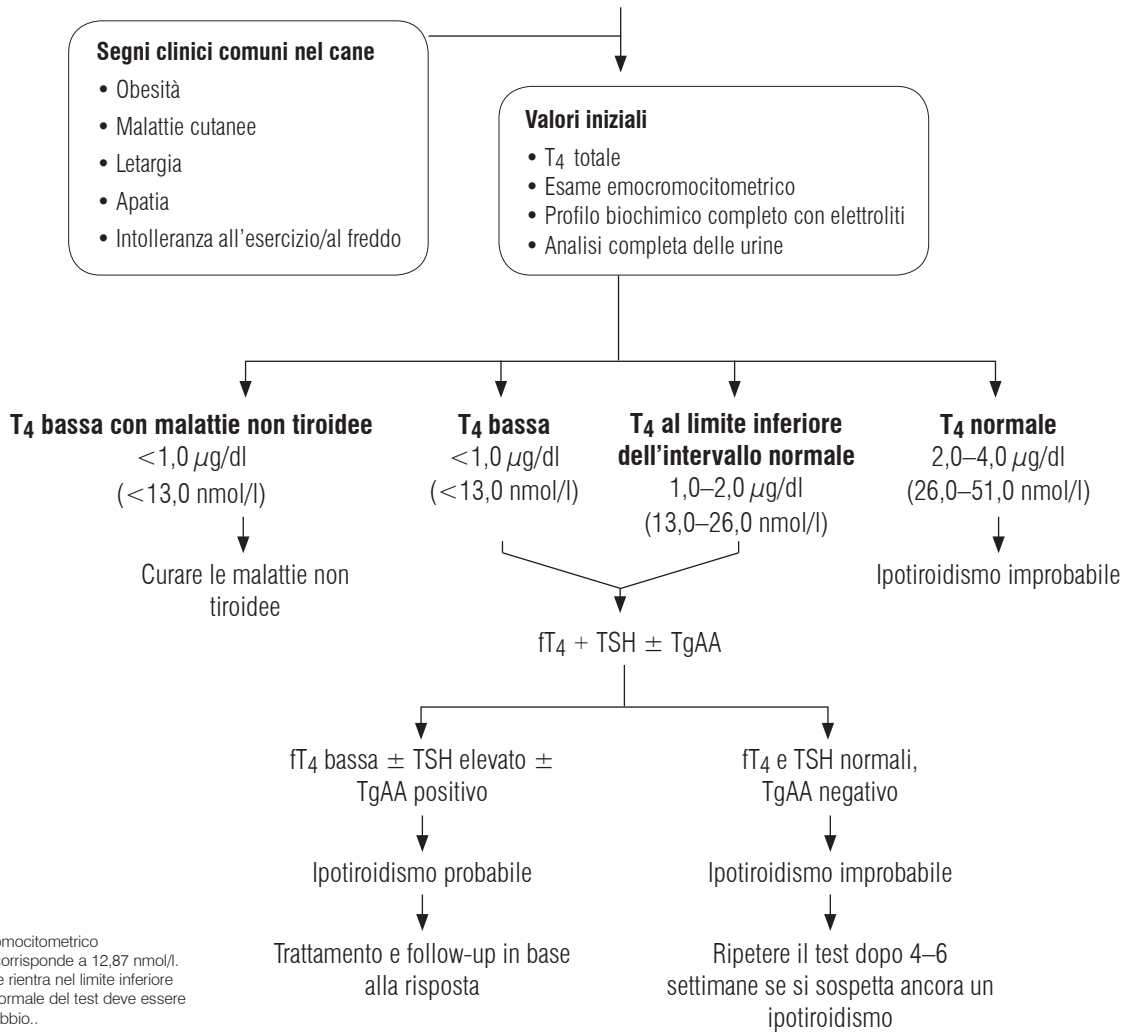 Segni clinici comuni nel cane
• Obesità
• Malattie cutanee
• Letargia
• Apatia
• Intolleranza all'esercizio/al freddo
Valori iniziali
• T4 totale
• Esame emocromocitometrico
• Profilo biochimico completo con elettroliti
• Analisi completa delle urine
T4 bassa con malattie non tiroidee
<1,0 µg/dl
(<13,0 nmol/l)
Curare le malattie non
tiroidee
T4 bassa
<1,0 µg/dl
(<13,0 nmol/l)
T4 al limite inferiore
dell'intervallo normale
1,0–2,0 µg/dl
(13,0–26,0 nmol/l)
T4 normale
2,0–4,0 µg/dl
(26,0–51,0 nmol/l)
Ipotiroidismo improbabile
fT4 + TSH ± TgAA
fT4 bassa ± TSH elevato ±
TgAA positivo
Ipotiroidismo probabile
Trattamento e follow-up in base
alla risposta
fT4 e TSH normali,
TgAA negativo
Ipotiroidismo improbabile
Ripetere il test dopo 4–6
settimane se si sospetta ancora un
ipotiroidismo
omocitometrico
corrisponde a 12,87 nmol/l.
e rientra nel limite inferiore
ormale del test deve essere
bbio..